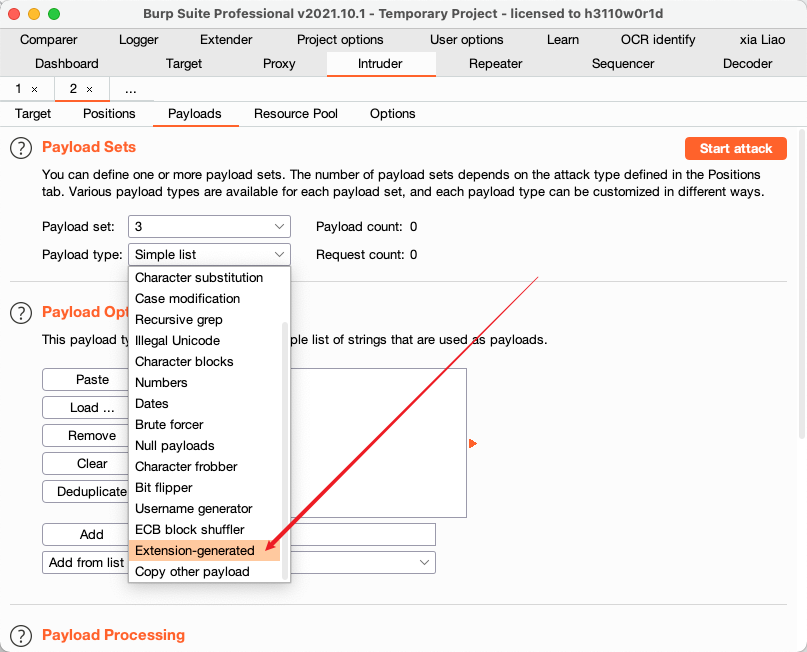 Burp Suite Professional v2021.10.1 - Temporary Project - licensed to h3110w0r1d
Comparer Logger Extender Project options User options Learn OCR identify xia Liao
Dashboard Target Proxy Intruder Repeater Sequencer Decoder
1 × 2 × ...
Target Positions Payloads Resource Pool Options
? Payload Sets Start attack
You can define one or more payload sets. The number of payload sets depends on the attack type defined in the Positions
tab. Various payload types are available for each payload set, and each payload type can be customized in different ways.
Payload set: 3 Payload count: 0
Payload type: Simple list Request count: 0
Character substitution
Case modification
? Payload Opt Recursive grep
This payload ty Illegal Unicode ple list of strings that are used as payloads.
Character blocks
Paste Numbers
Load ... Dates
Remove Brute forcer
Null payloads
Clear Character frobber
Deduplicate Bit flipper
Username generator
Add ECB block shuffler
Extension-generated
Add from list Copy other payload
? Payload Processing